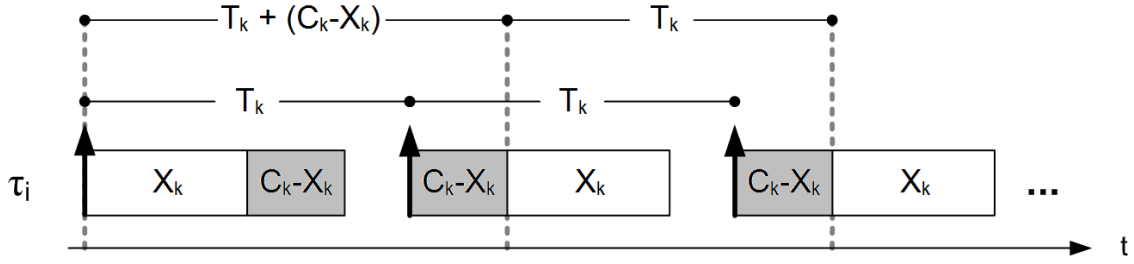 Tk + (Ck-Xk) Tk
Tk Tk
τi Xk Ck-Xk Ck-Xk Xk Ck-Xk Xk ...
t